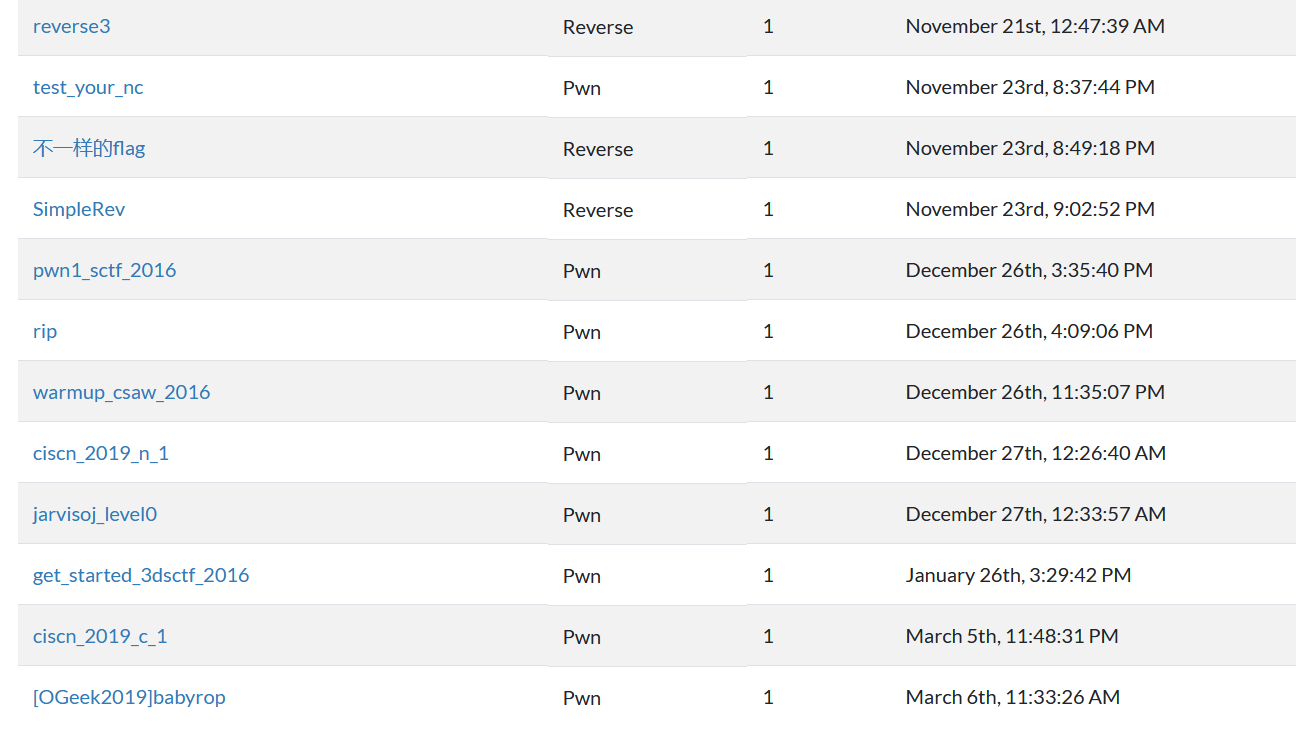 reverse3 Reverse 1 November 21st, 12:47:39 AM
test_your_nc Pwn 1 November 23rd, 8:37:44 PM
不一样的flag Reverse 1 November 23rd, 8:49:18 PM
SimpleRev Reverse 1 November 23rd, 9:02:52 PM
pwn1_sctf_2016 Pwn 1 December 26th, 3:35:40 PM
rip Pwn 1 December 26th, 4:09:06 PM
warmup_csaw_2016 Pwn 1 December 26th, 11:35:07 PM
ciscn_2019_n_1 Pwn 1 December 27th, 12:26:40 AM
jarvisoj_level0 Pwn 1 December 27th, 12:33:57 AM
get_started_3dsctf_2016 Pwn 1 January 26th, 3:29:42 PM
ciscn_2019_c_1 Pwn 1 March 5th, 11:48:31 PM
[OGeek2019]babyrop Pwn 1 March 6th, 11:33:26 AM